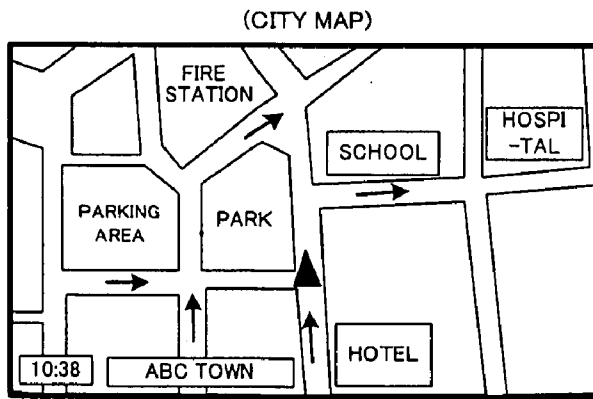 (CITY MAP)
FIRE
STATION
HOSPI
-TAL
SCHOOL
PARKING
AREA
PARK
HOTEL
10:38
ABC TOWN